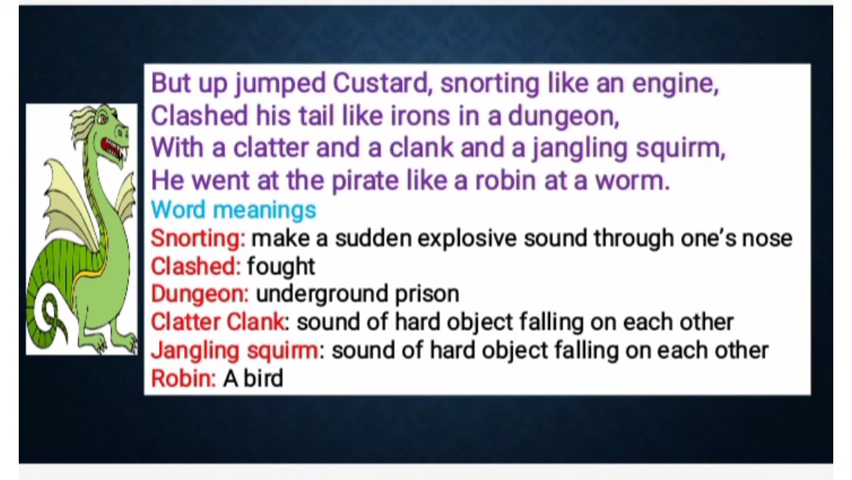 But up jumped Custard, snorting like an engine,
Clashed his tail like irons in a dungeon,
With a clatter and a clank and a jangling squirm,
He went at the pirate like a robin at a worm.
Word meanings
Snorting: make a sudden explosive sound through one's nose
Clashed: fought
Dungeon: underground prison
Clatter Clank: sound of hard object falling on each other
Jangling squirm: sound of hard object falling on each other
Robin: A bird